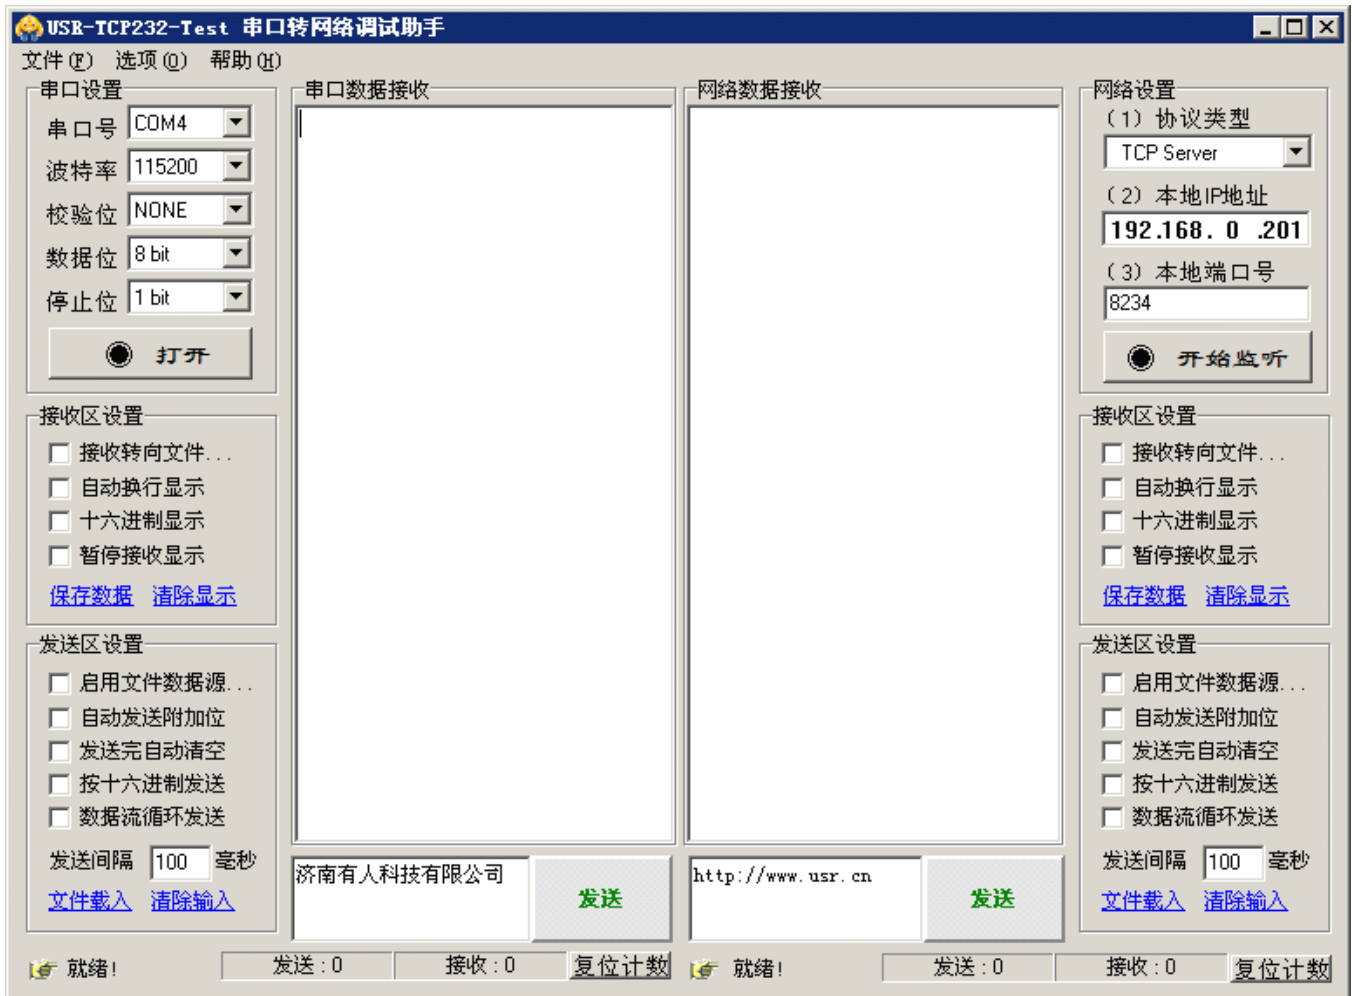 USR-TCP232-Test 串口转网络调试助手
文件(F) 选项(O) 帮助(H)
串口设置
串口号 COM4
波特率 115200
校验位 NONE
数据位 8 bit
停止位 1 bit
打开
接收区设置
接收转向文件...
自动换行显示
十六进制显示
暂停接收显示
保存数据 清除显示
发送区设置
启用文件数据源...
自动发送附加位
发送完自动清空
按十六进制发送
数据流循环发送
发送间隔 100 毫秒
文件载入 清除输入
串口数据接收
济南有人科技有限公司
发送
网络数据接收
http://www.usr.cn
发送
网络设置
(1) 协议类型
TCP Server
(2) 本地IP地址
192.168. 0 .201
(3) 本地端口号
8234
开始监听
接收区设置
接收转向文件...
自动换行显示
十六进制显示
暂停接收显示
保存数据 清除显示
发送区设置
启用文件数据源...
自动发送附加位
发送完自动清空
按十六进制发送
数据流循环发送
发送间隔 100 毫秒
文件载入 清除输入
就绪! 发送:0 接收:0 复位计数
就绪! 发送:0 接收:0 复位计数